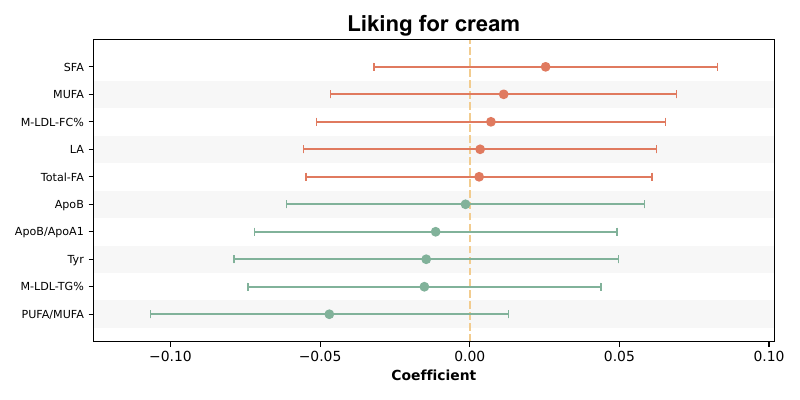 Liking for cream
SFA
MUFA
M-LDL-FC%
LA
Total-FA
ApoB
ApoB/ApoA1
Tyr
M-LDL-TG%
PUFA/MUFA
−0.10 −0.05 0.00 0.05 0.10
Coefficient